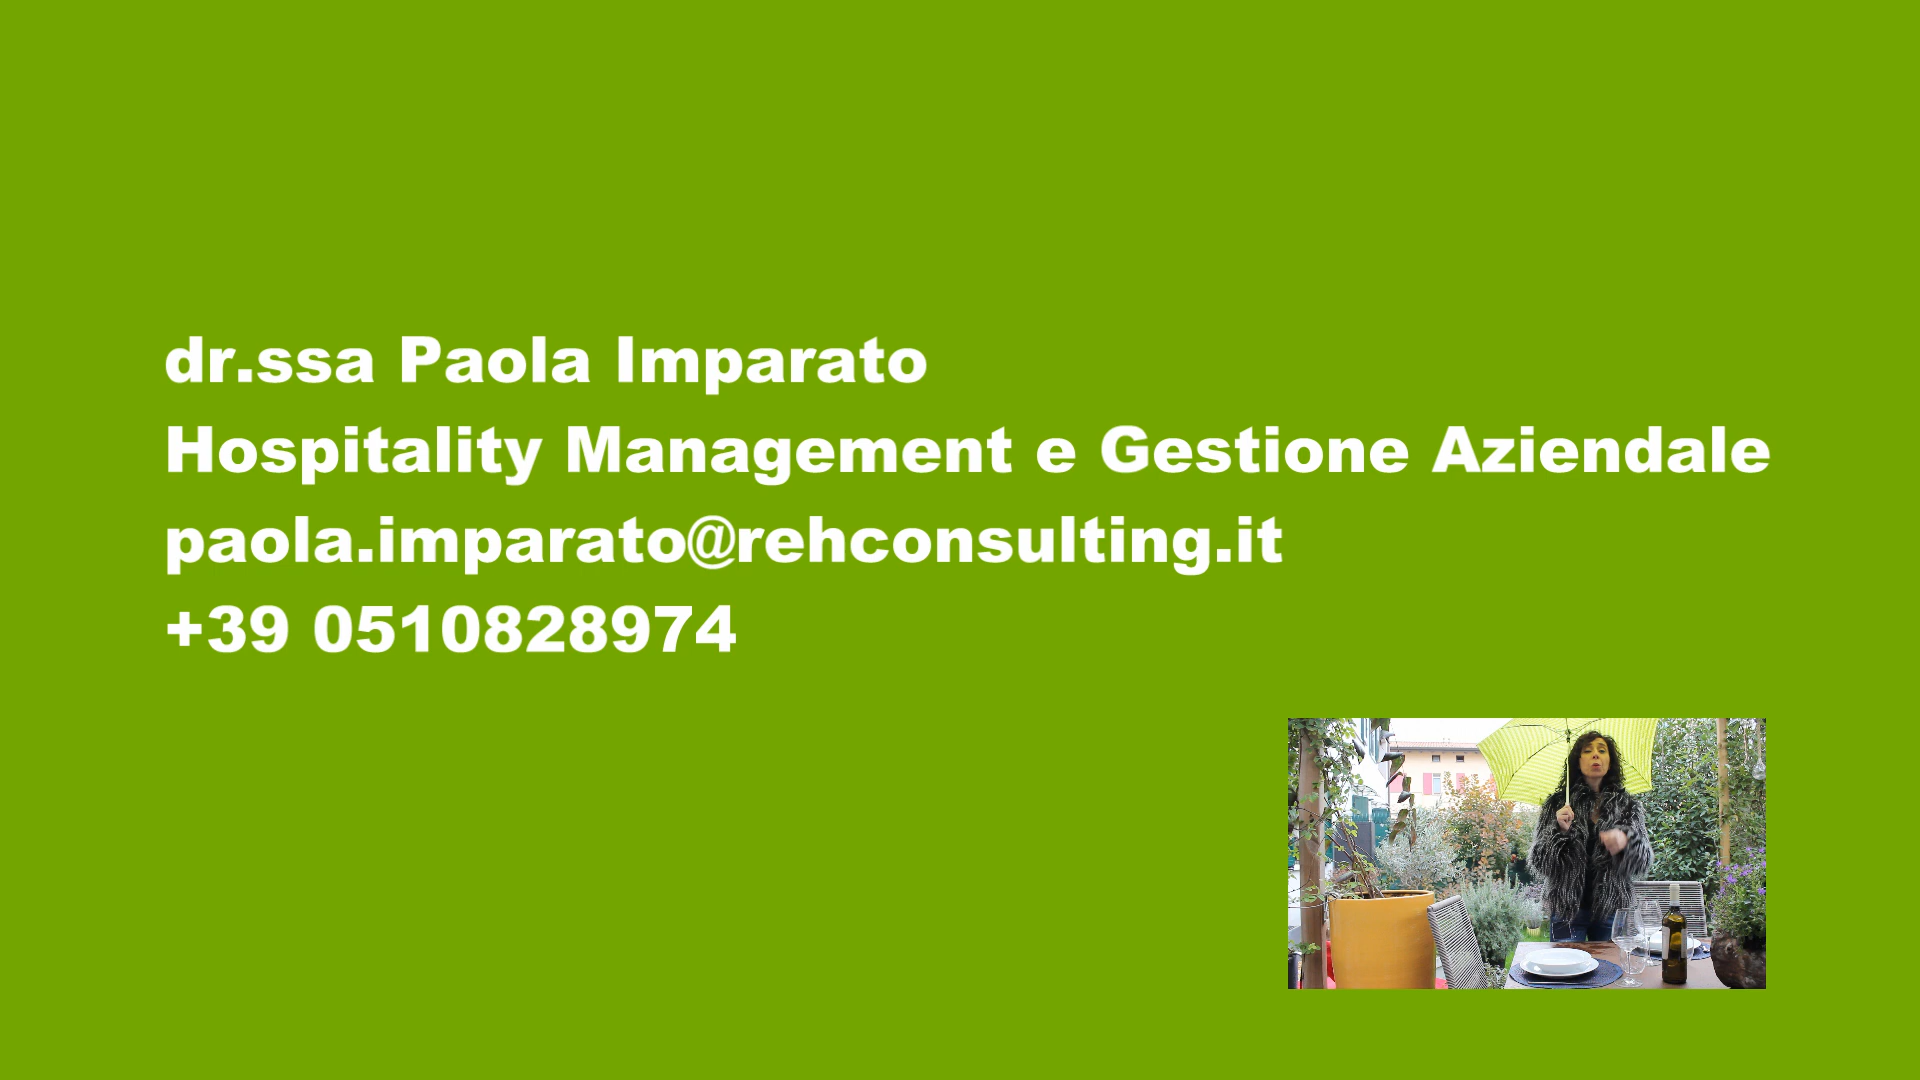 dr.ssa Paola Imparato
Hospitality Management e Gestione Aziendale
paola.imparato@rehconsulting.it
+39 0510828974